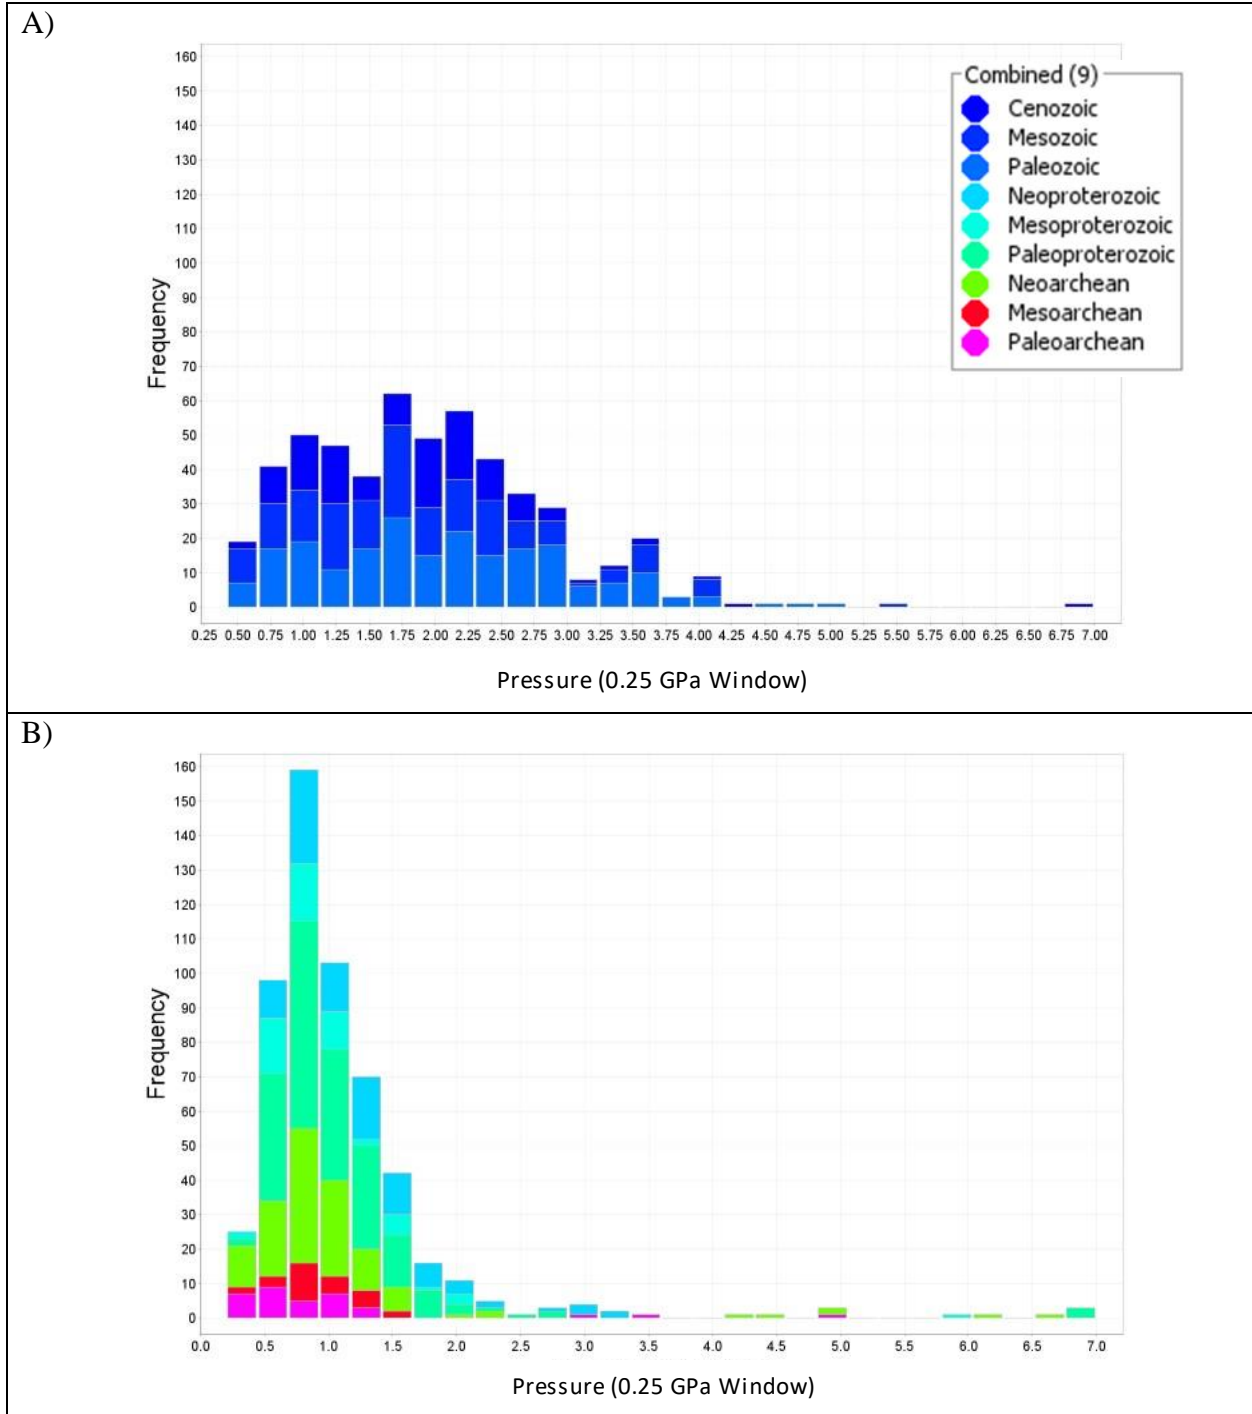 A)
160
150
140
130
120
110
100
90
80
70
60
50
40
30
20
10
0
Frequency
Combined (9)
Cenozoic
Mesozoic
Paleozoic
Neoproterozoic
Mesoproterozoic
Paleoproterozoic
Neoarchean
Mesoarchean
Paleoarchean
0.25 0.50 0.75 1.00 1.25 1.50 1.75 2.00 2.25 2.50 2.75 3.00 3.25 3.50 3.75 4.00 4.25 4.50 4.75 5.00 5.25 5.50 5.75 6.00 6.25 6.50 6.75 7.00
Pressure (0.25 GPa Window)
B)
160
150
140
130
120
110
100
90
80
70
60
50
40
30
20
10
0
Frequency
0.0 0.5 1.0 1.5 2.0 2.5 3.0 3.5 4.0 4.5 5.0 5.5 6.0 6.5 7.0
Pressure (0.25 GPa Window)